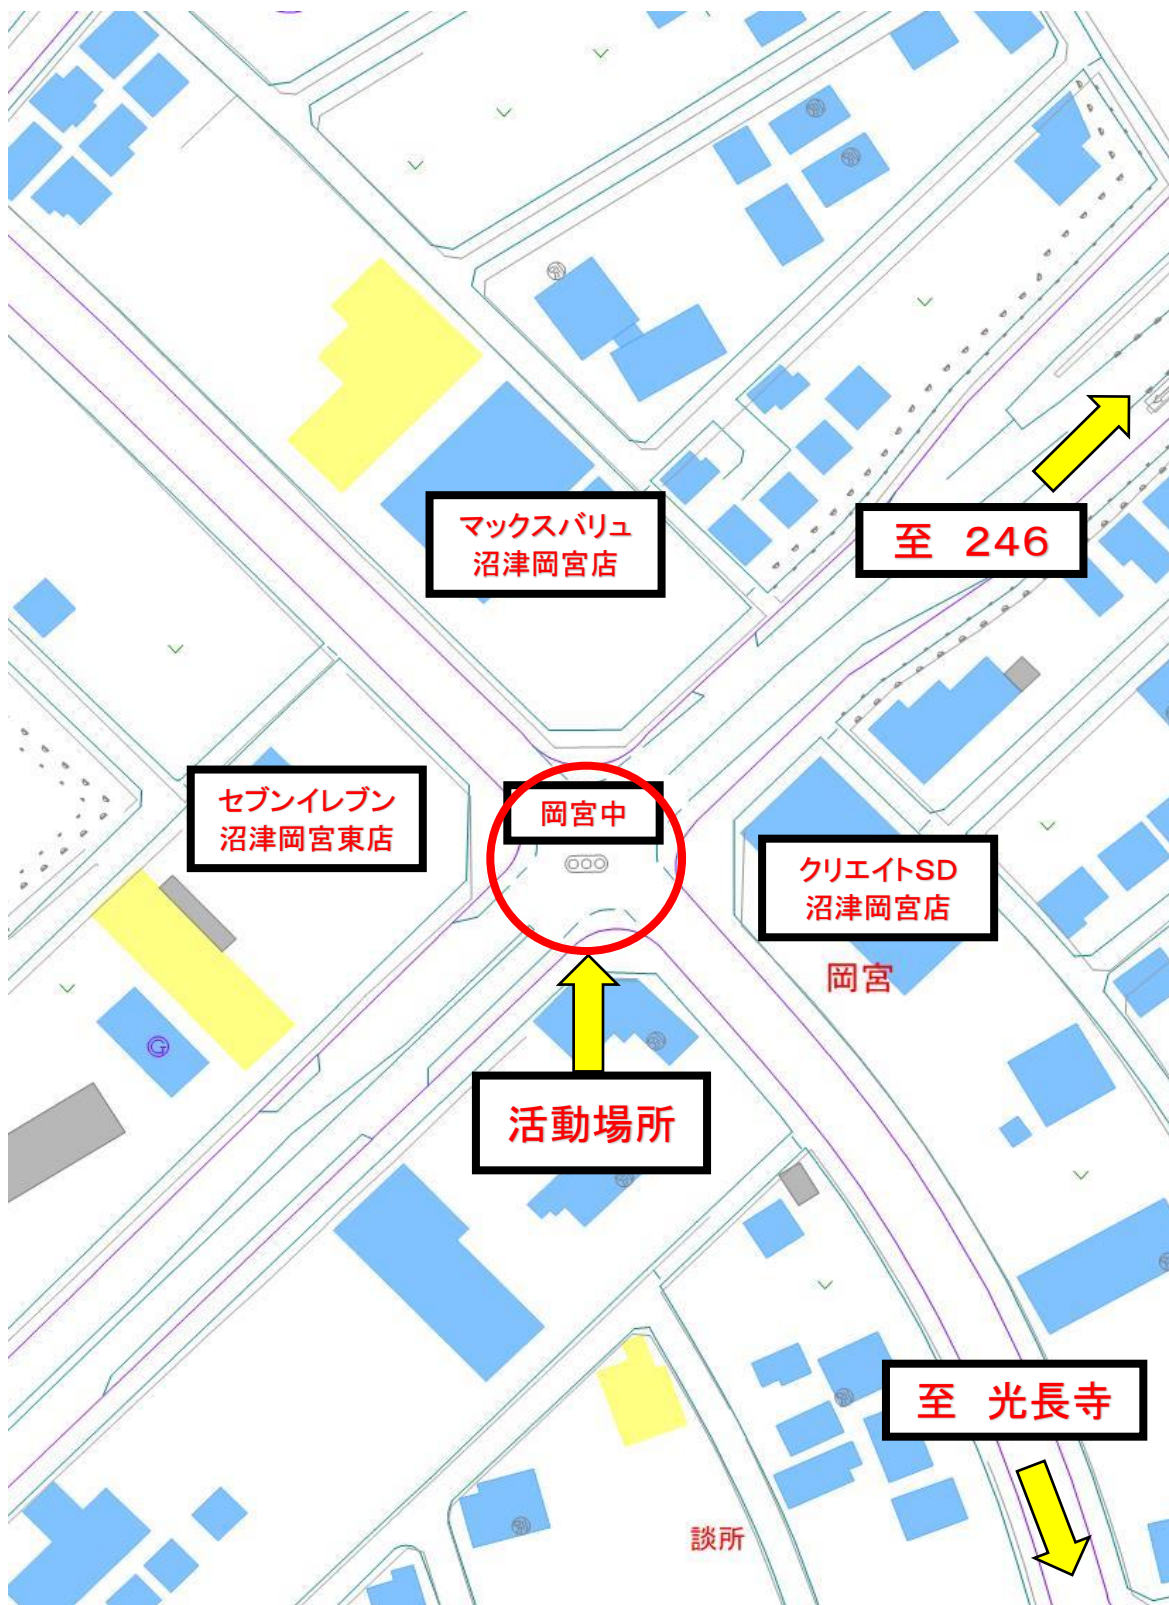 マックスバリュ
沼津岡宮店
至 246
セブンイレブン
沼津岡宮東店
岡宮中
クリエイトSD
沼津岡宮店
岡宮
G
活動場所
至 光長寺
談所